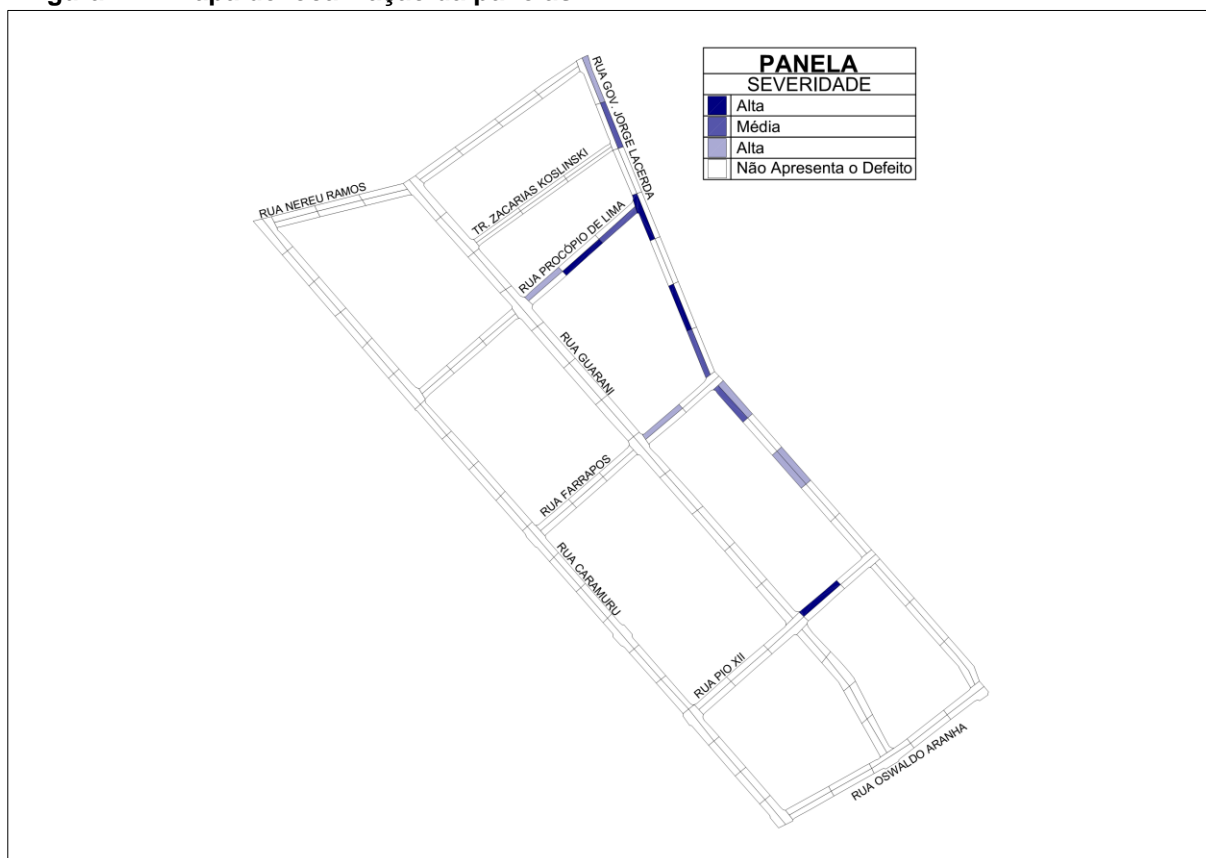 PANELA
SEVERIDADE
Alta
Média
Alta
Não Apresenta o Defeito
RUA GOV. JORGE LACERDA
TR. ZACARIAS KOSLINSKI
RUA NEREU RAMOS
RUA PROCÓPIO DE LIMA
RUA GUARANI
RUA FARRAPOS
RUA CARAMURU
RUA PIO XII
RUA OSWALDO ARANHA